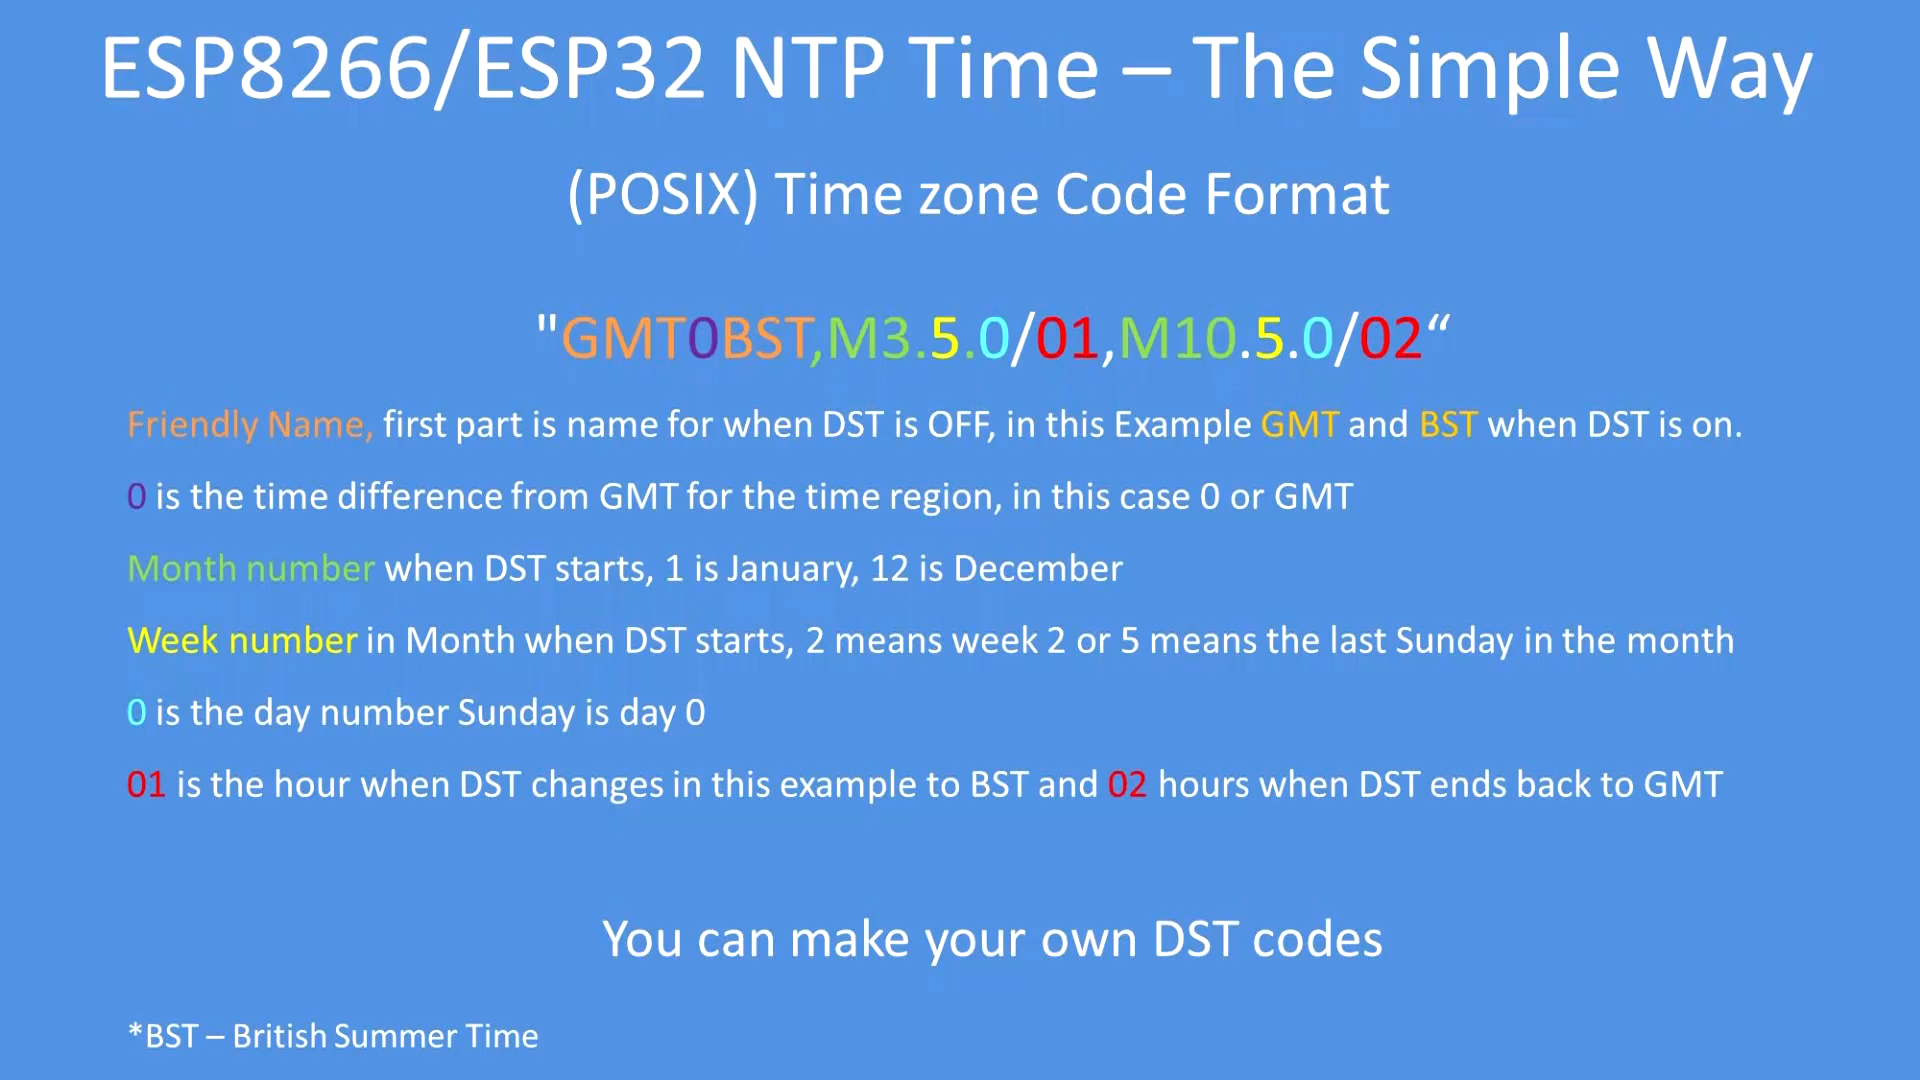 ESP8266/ESP32 NTP Time – The Simple Way
(POSIX) Time zone Code Format
"GMT0BST,M3.5.0/01,M10.5.0/02“
Friendly Name, first part is name for when DST is OFF, in this Example GMT and BST when DST is on.
0 is the time difference from GMT for the time region, in this case 0 or GMT
Month number when DST starts, 1 is January, 12 is December
Week number in Month when DST starts, 2 means week 2 or 5 means the last Sunday in the month
0 is the day number Sunday is day 0
01 is the hour when DST changes in this example to BST and 02 hours when DST ends back to GMT
You can make your own DST codes
*BST – British Summer Time